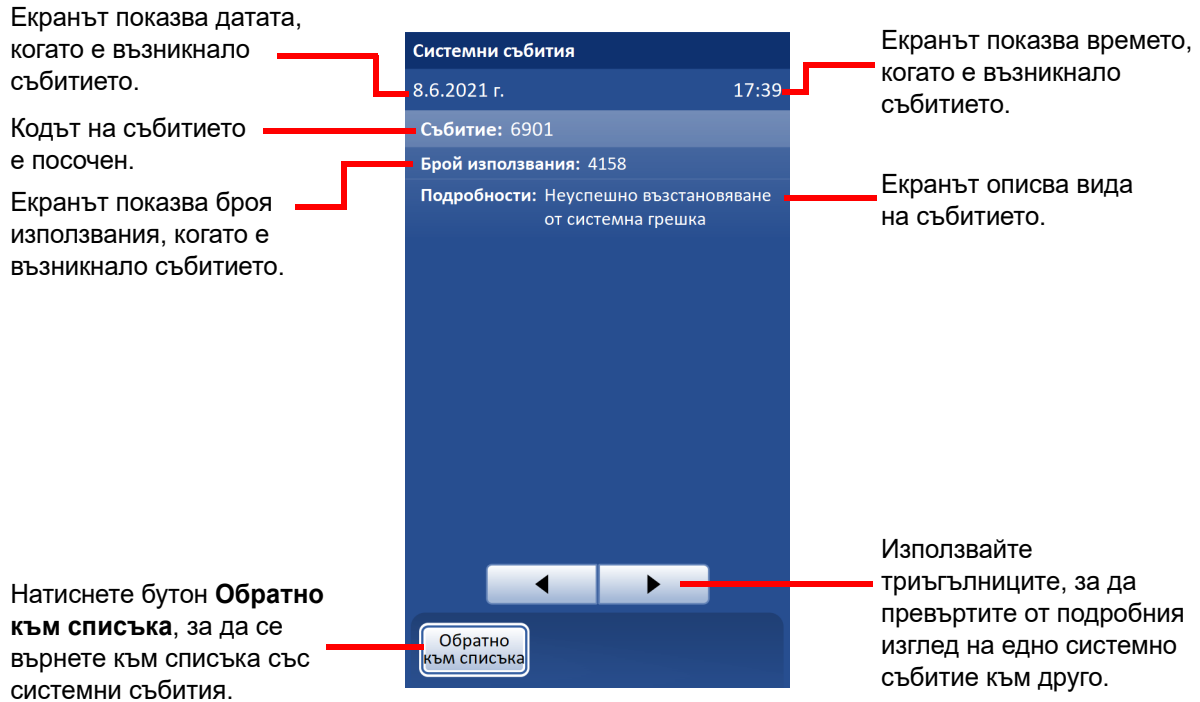 Екранът показва датата,
когато е възникнало
събитието.
Кодът на събитието
е посочен.
Екранът показва броя
използвания, когато е
възникнало събитието.
Натиснете бутон Обратно
към списъка, за да се
върнете към списъка със
системни събития.
Системни събития
8.6.2021 г. 17:39
Събитие: 6901
Брой използвания: 4158
Подробности: Неуспешно възстановяване
от системна грешка
Обратно
към списъка
Екранът показва времето,
когато е възникнало
събитието.
Екранът описва вида
на събитието.
Използвайте
триъгълниците, за да
превъртите от подробния
изглед на едно системно
събитие към друго.